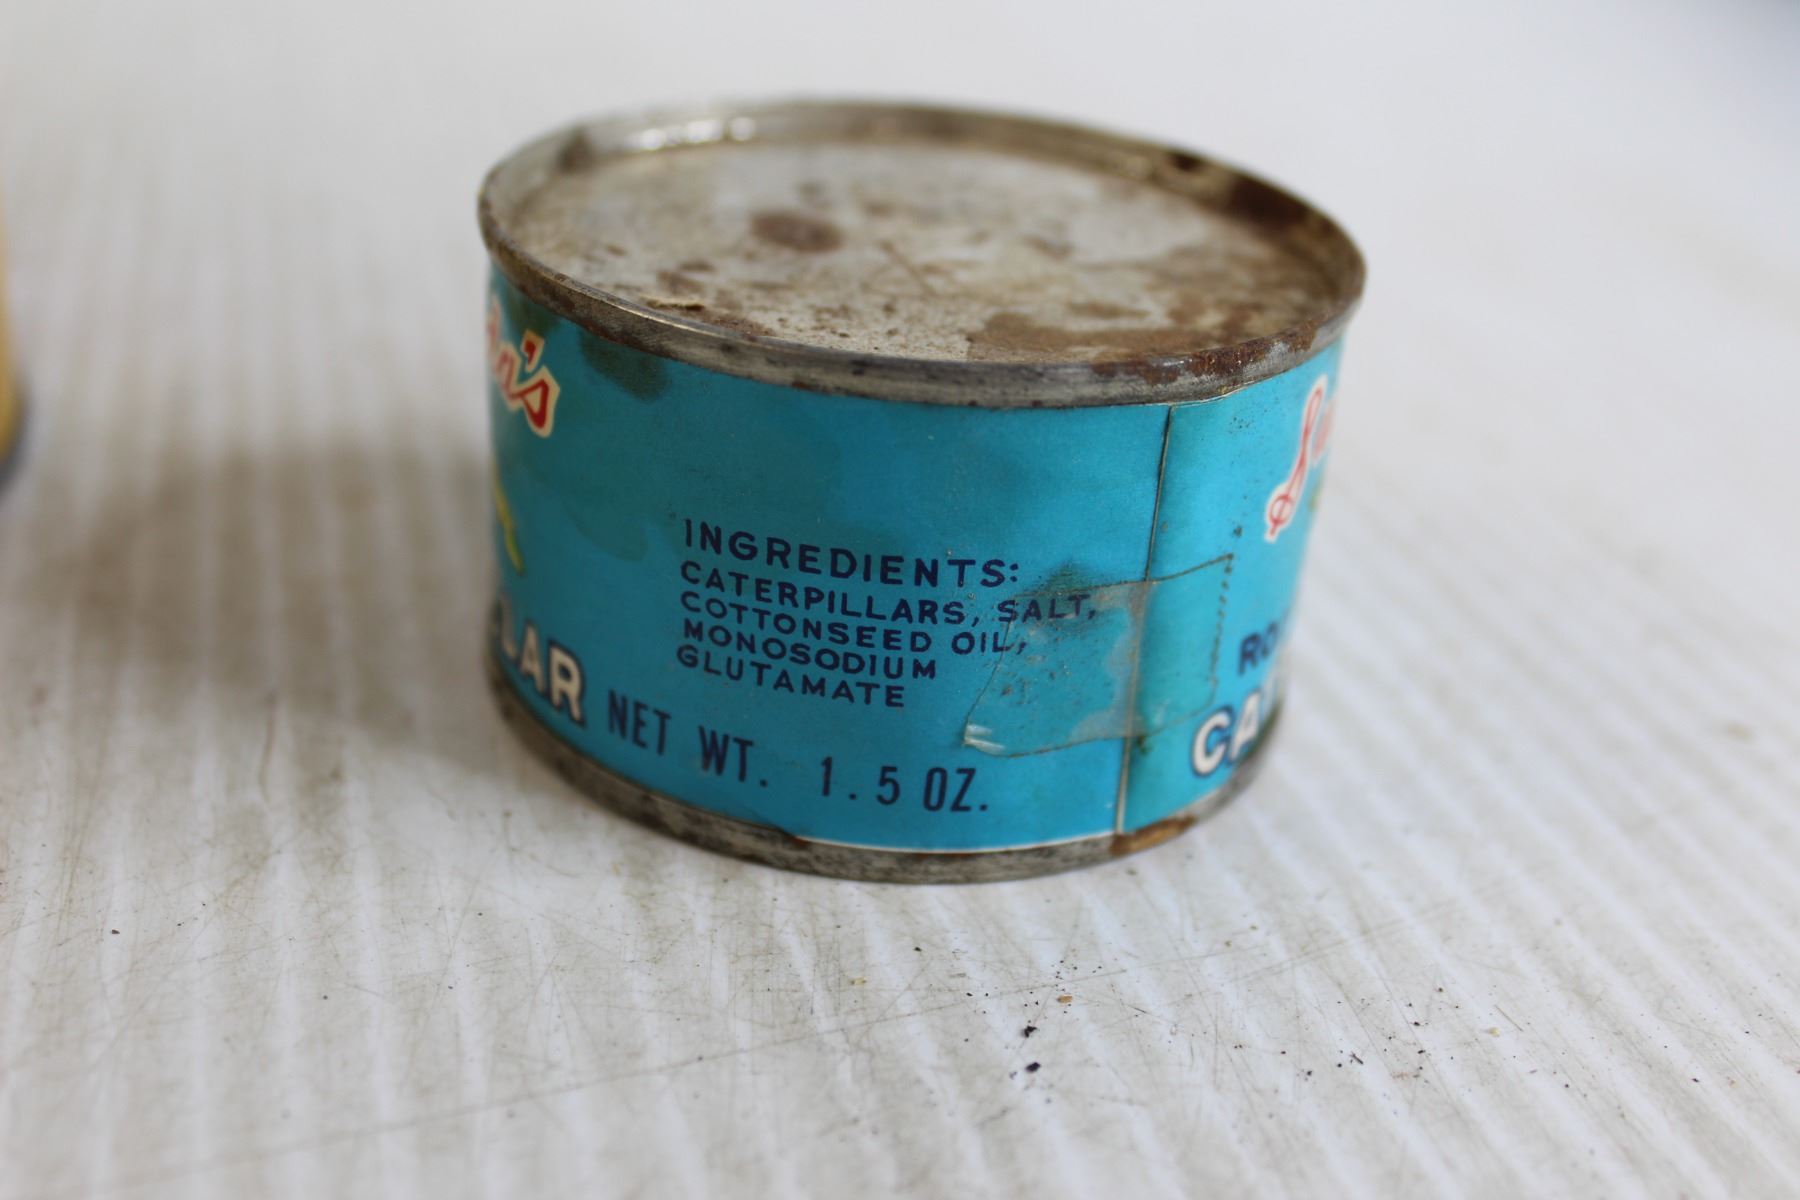 INGREDIENTS:
CATERPILLARS, SALT,
COTTONSEED OIL,
MONOSODIUM
GLUTAMATE
NET WT. 1.5 OZ.